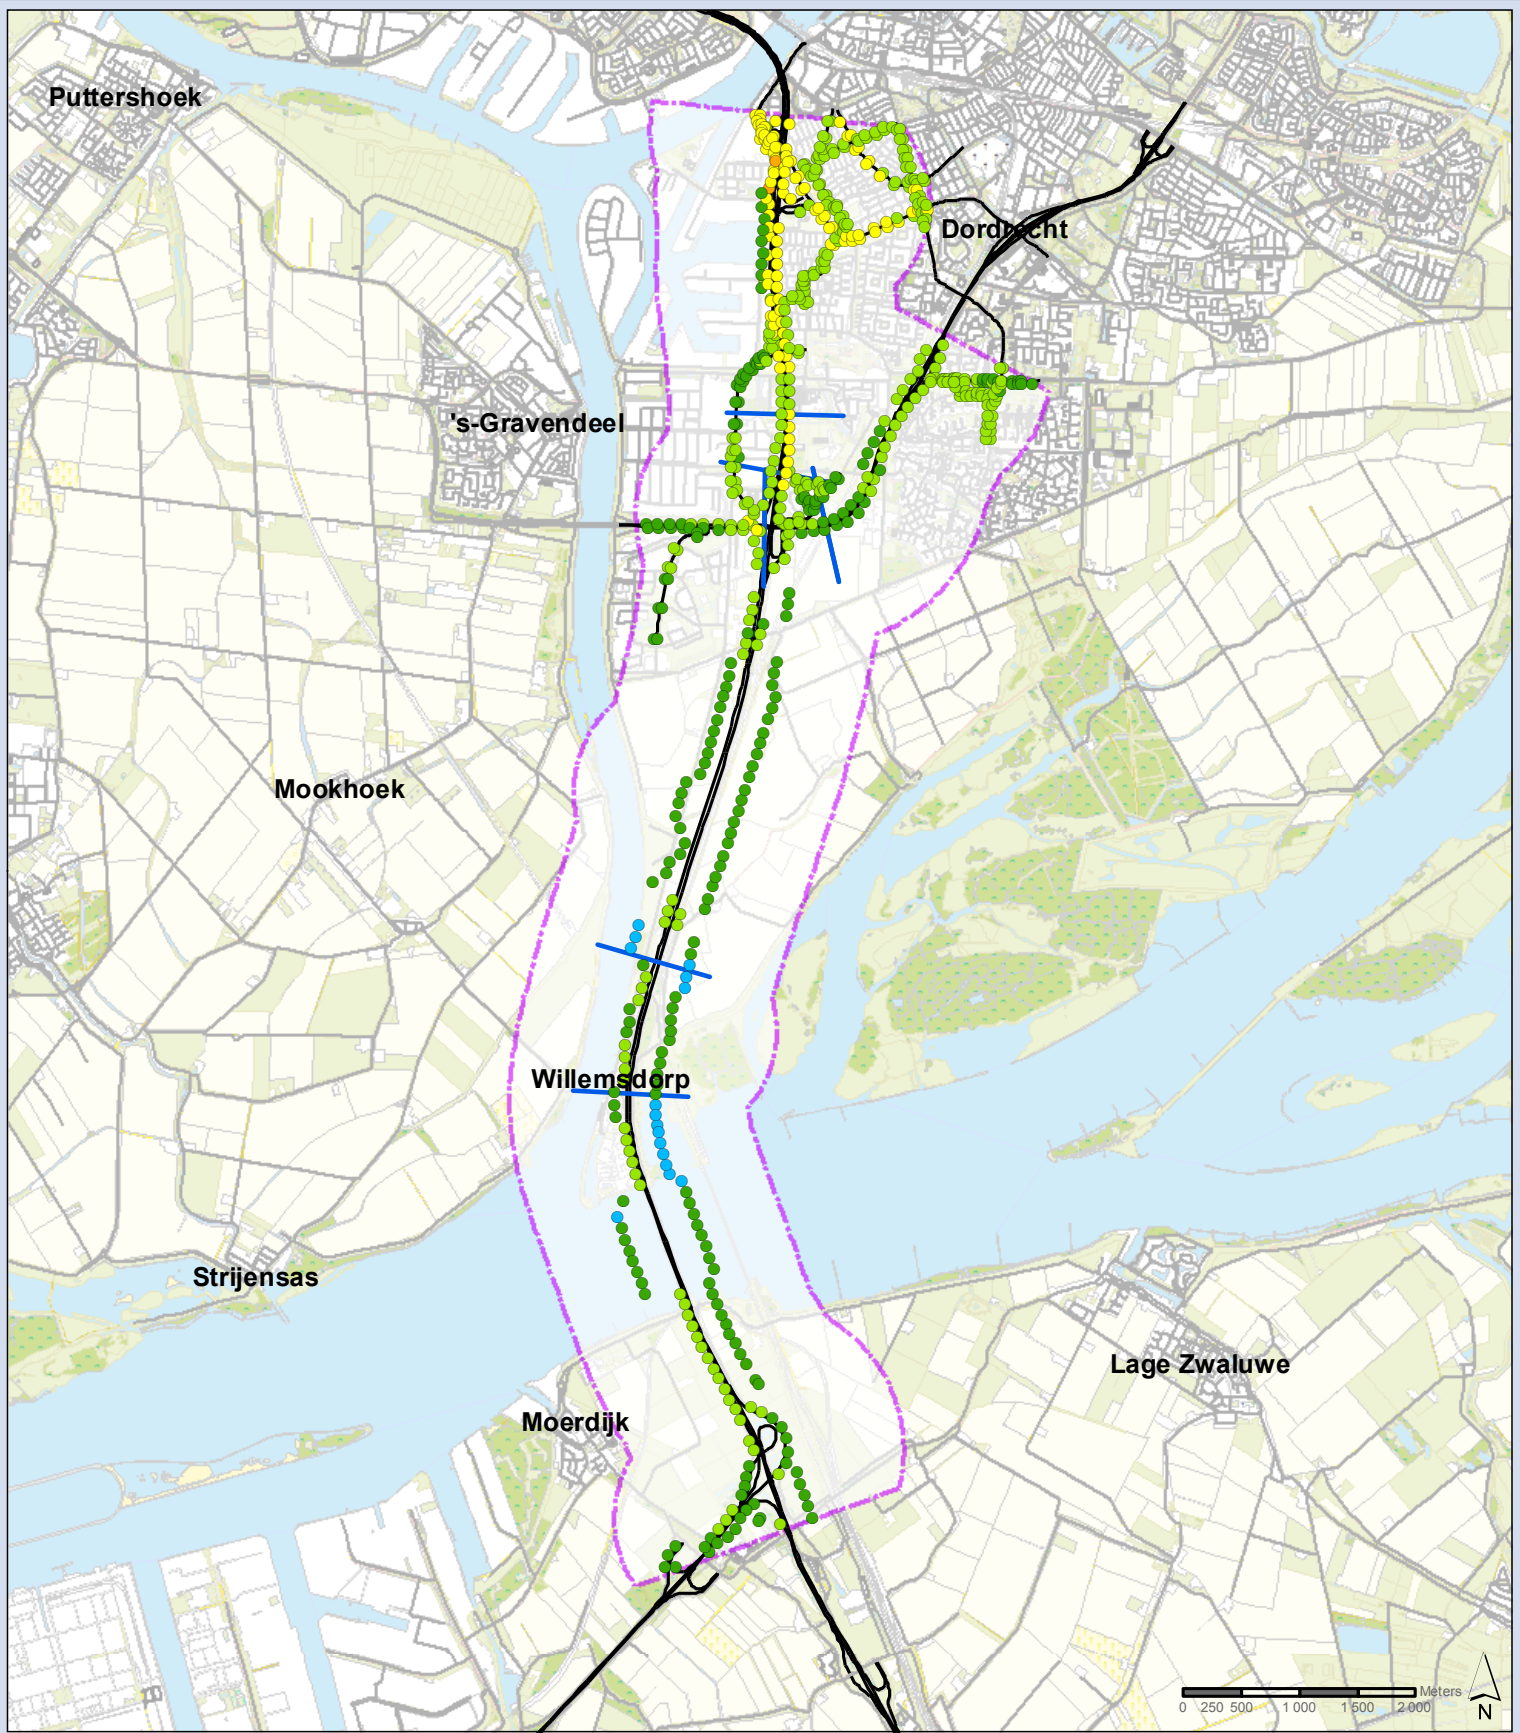 Puttershoek
Dordrecht
's-Gravendeel
Mookhoek
Willemsdorp
Strijensas
Lage Zwaluwe
Moerdijk
Meters
0 250 500 1 000 1 500 2 000
N